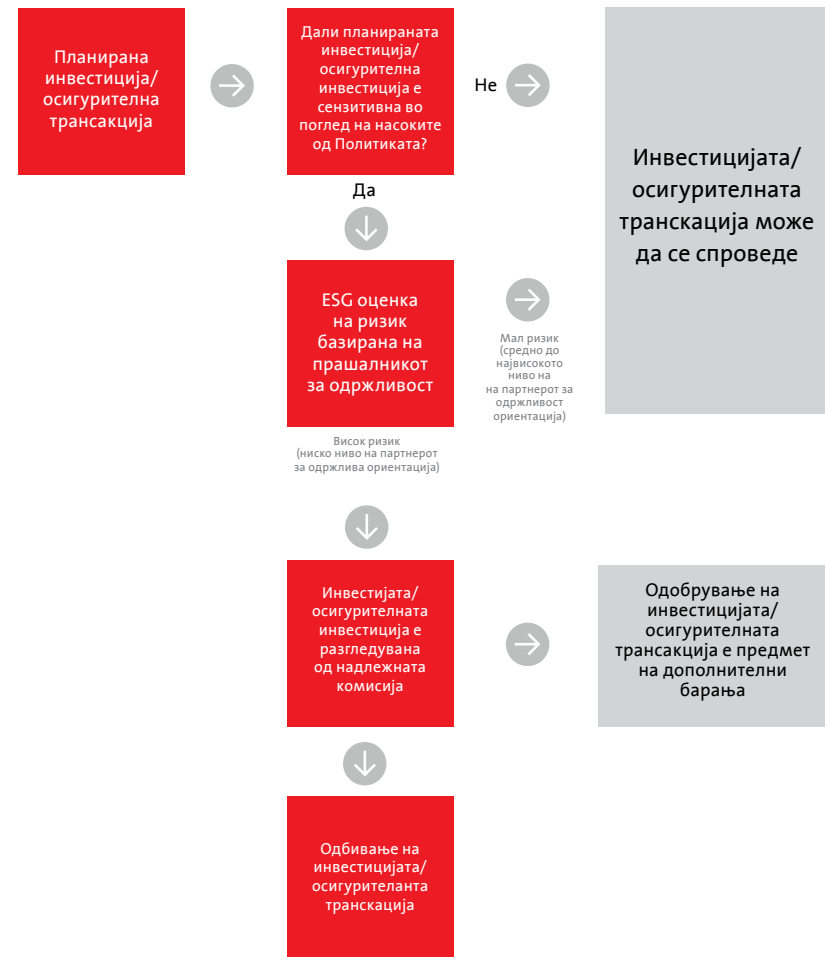 Планирана
инвестиција/
осигурителна
трансакција
Дали планираната
инвестиција/
осигурителна
инвестиција е
сензитивна во
поглед на насоките
од Политиката?
Не
Инвестицијата/
осигурителната
транскација може
да се спроведе
Да
ESG оценка
на ризик
базирана на
прашалникот
за одржливост
Мал ризик
(средно до
највисокото
ниво на
на партнерот за
одржливост
ориентација)
Висок ризик
(ниско ниво на партнерот
за одржлива ориентација)
Инвестијата/
осигурителната
инвестиција е
разгледувана
од надлежната
комисија
Одобрување на
инвестицијата/
осигурителната
трансакција е предмет
на дополнителни
барања
Одбивање на
инвестицијата/
осигурителанта
транскација